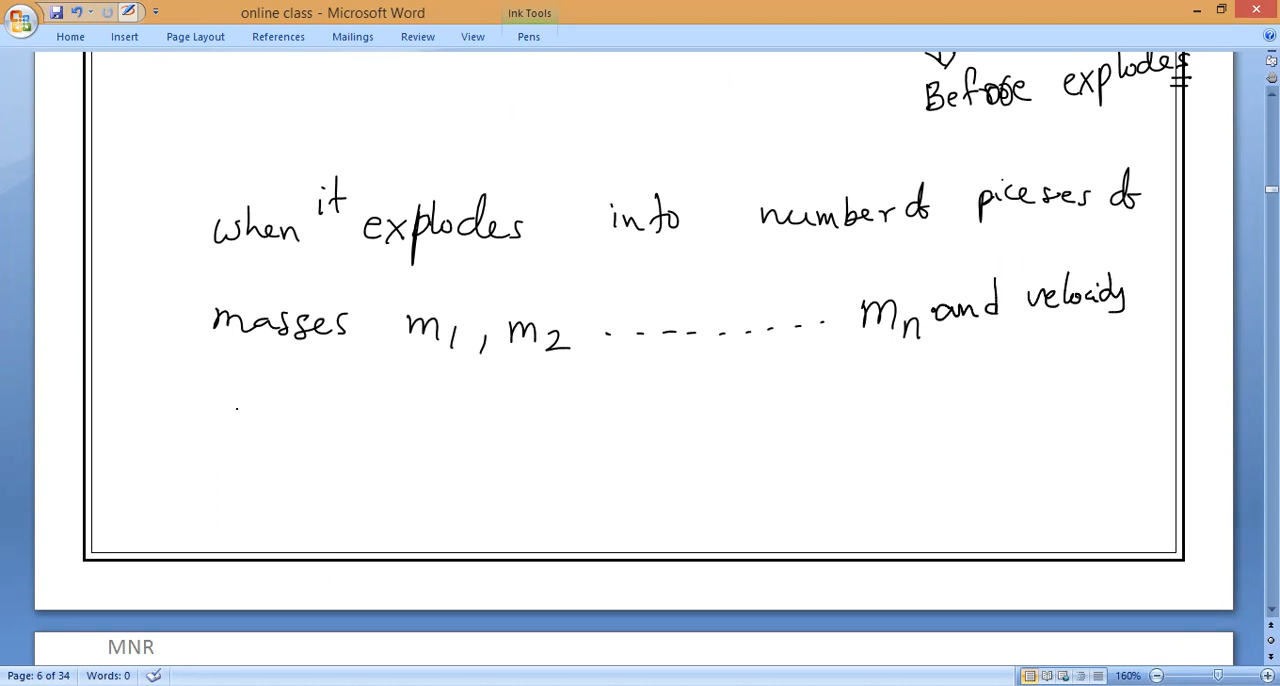 online class - Microsoft Word
Ink Tools
Home Insert Page Layout References Mailings Review View Pens
Before explodes
when it explodes into number of piceses of
masses m1, m2 --------- mn and velocity
MNR
Page: 6 of 34 Words: 0 160%